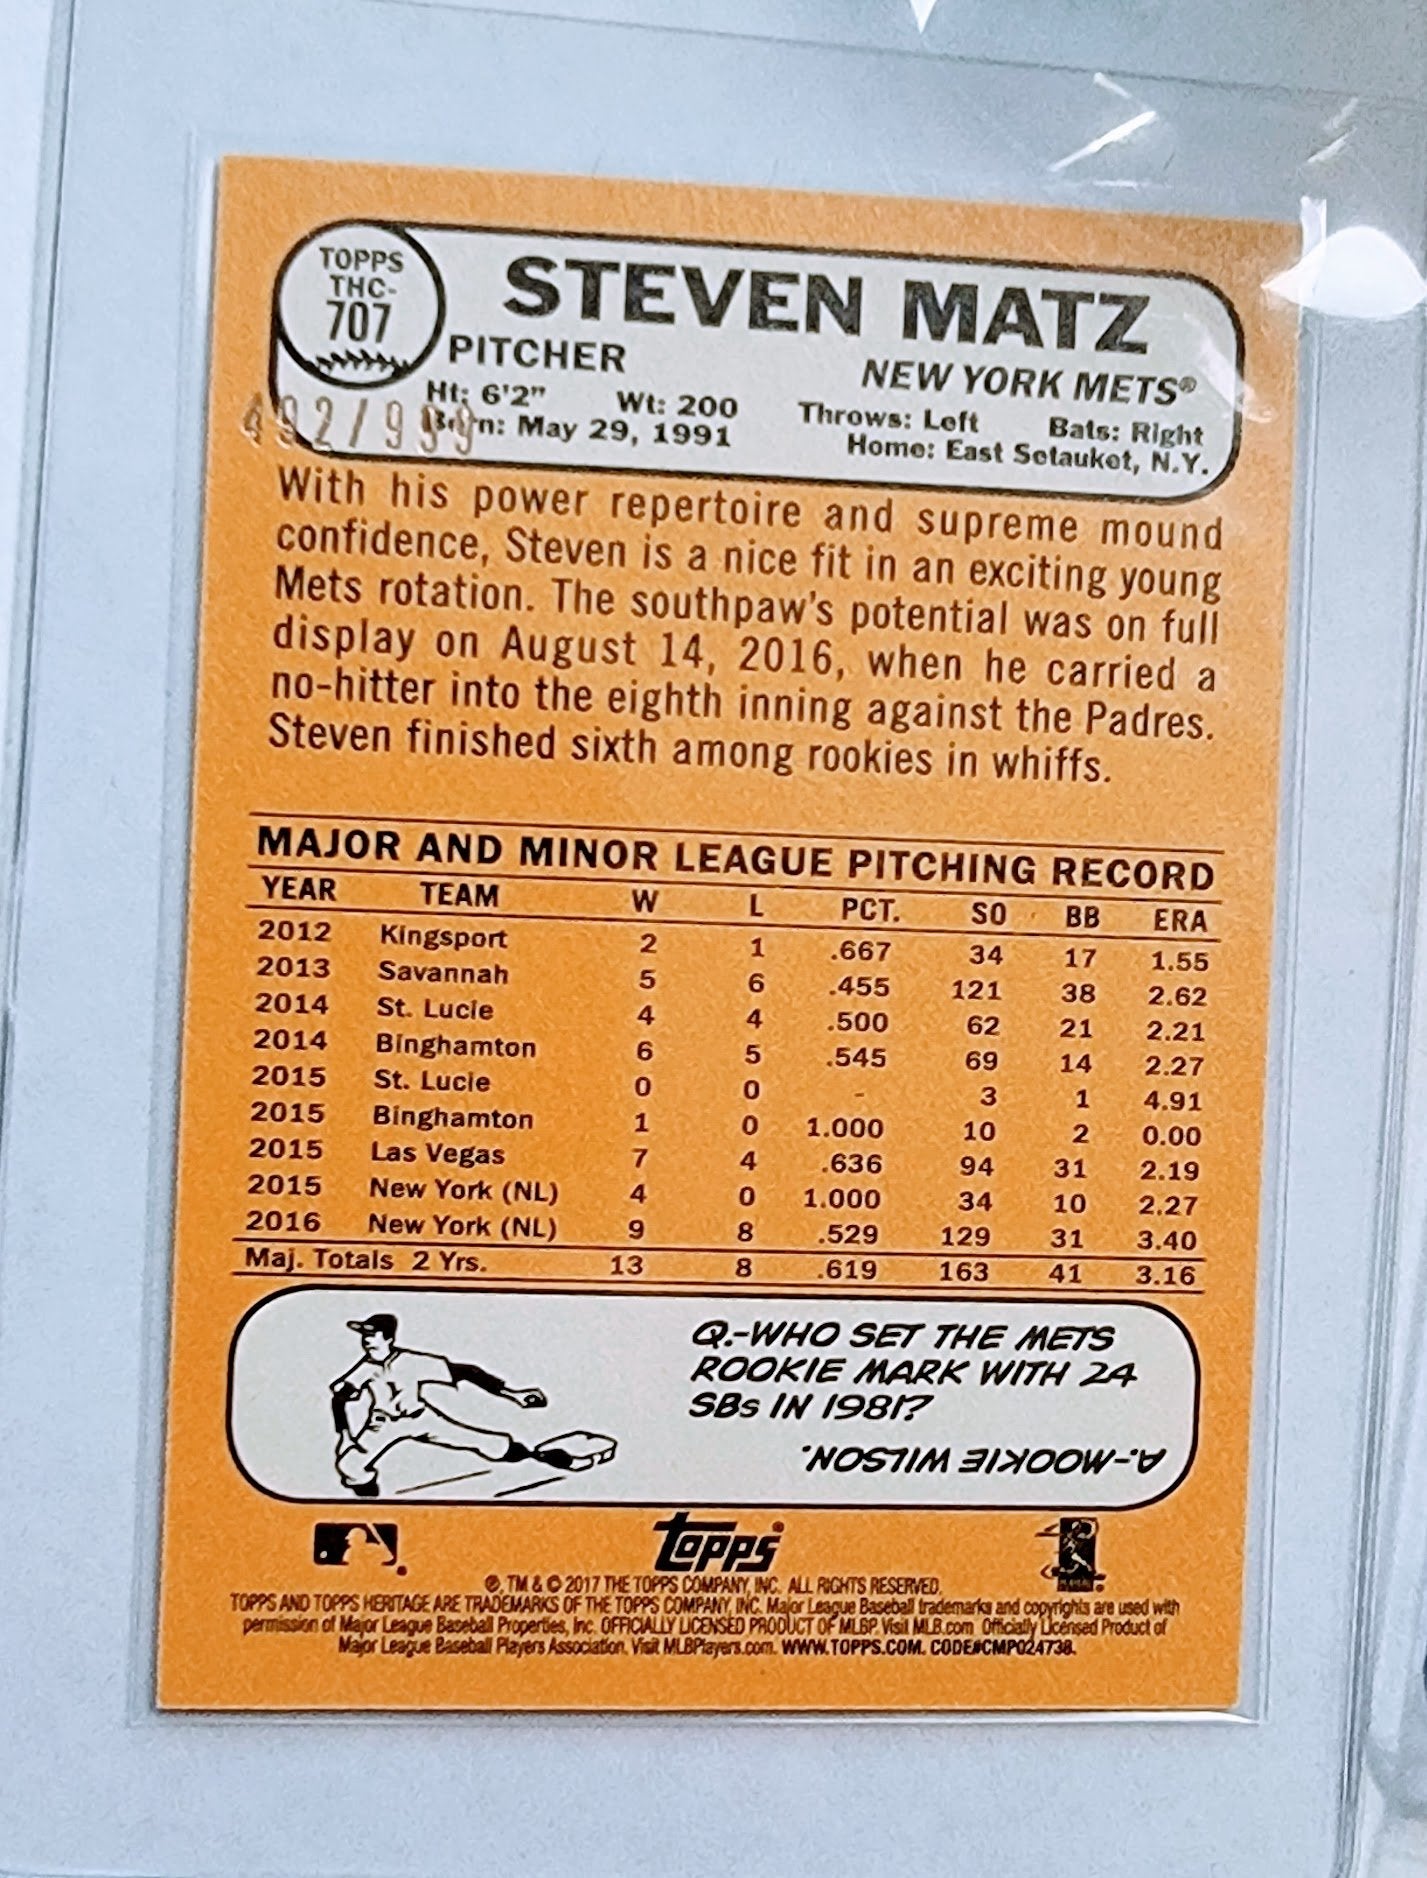 TOPPS
THC-
707
STEVEN MATZ
PITCHER
NEW YORK METS®
Ht: 6'2" Wt: 200 Throws: Left Bats: Right
Born: May 29, 1991 Home: East Setauket, N.Y.
492/999
With his power repertoire and supreme mound
confidence, Steven is a nice fit in an exciting young
Mets rotation. The southpaw's potential was on full
display on August 14, 2016, when he carried a
no-hitter into the eighth inning against the Padres.
Steven finished sixth among rookies in whiffs.
MAJOR AND MINOR LEAGUE PITCHING RECORD
YEAR TEAM W L PCT. SO BB ERA
2012 Kingsport 2 1 .667 34 17 1.55
2013 Savannah 5 6 .455 121 38 2.62
2014 St. Lucie 4 4 .500 62 21 2.21
2014 Binghamton 6 5 .545 69 14 2.27
2015 St. Lucie 0 0 - 3 1 4.91
2015 Binghamton 1 0 1.000 10 2 0.00
2015 Las Vegas 7 4 .636 94 31 2.19
2015 New York (NL) 4 0 1.000 34 10 2.27
2016 New York (NL) 9 8 .529 129 31 3.40
Maj. Totals 2 Yrs. 13 8 .619 163 41 3.16
Q.-WHO SET THE METS
ROOKIE MARK WITH 24
SBs IN 1981?
A.-MOOKIE WILSON.
Topps
®, TM & © 2017 THE TOPPS COMPANY, INC. ALL RIGHTS RESERVED.
TOPPS AND TOPPS HERITAGE ARE TRADEMARKS OF THE TOPPS COMPANY, INC. Major League Baseball trademarks and copyrights are used with
permission of Major League Baseball Properties, Inc. OFFICIALLY LICENSED PRODUCT OF MLBP. Visit MLB.com Officially Licensed Product of
Major League Baseball Players Association. Visit MLBPlayers.com. WWW.TOPPS.COM. CODE#CMP024738.